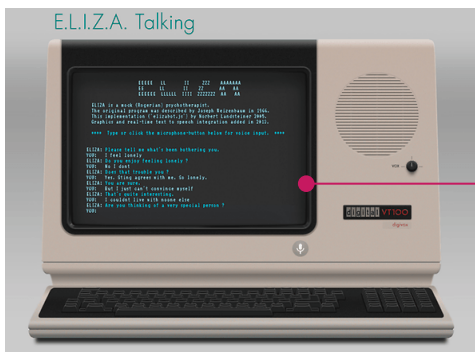 E.L.I.Z.A. Talking
EEEEE LL II ZZZ AAAAAAA
EE LL II ZZ AA AA
EEEEEE LLLLLL IIII ZZZZZZZ AA AA
ELIZA is a mock (Rogerian) psychotherapist.
The original program was described by Joseph Weizenbaum in 1966.
This implementation ('elizabot.js') by Norbert Landsteiner 2005.
Graphics and real-time text to speech integration added in 2011.
**** Type or click the microphone-button below for voice input. ****
ELIZA: Please tell me what's been bothering you.
YOU: I feel lonely
ELIZA: Do you enjoy feeling lonely ?
YOU: No I dont
ELIZA: Does that trouble you ?
YOU: Yes, Sting agrees with me. So lonely.
ELIZA: You are sure.
YOU: But I just can't convince myself
ELIZA: That's quite interesting.
YOU: I couldnt live with noone else
ELIZA: Are you thinking of a very special person ?
YOU:
digital VT100